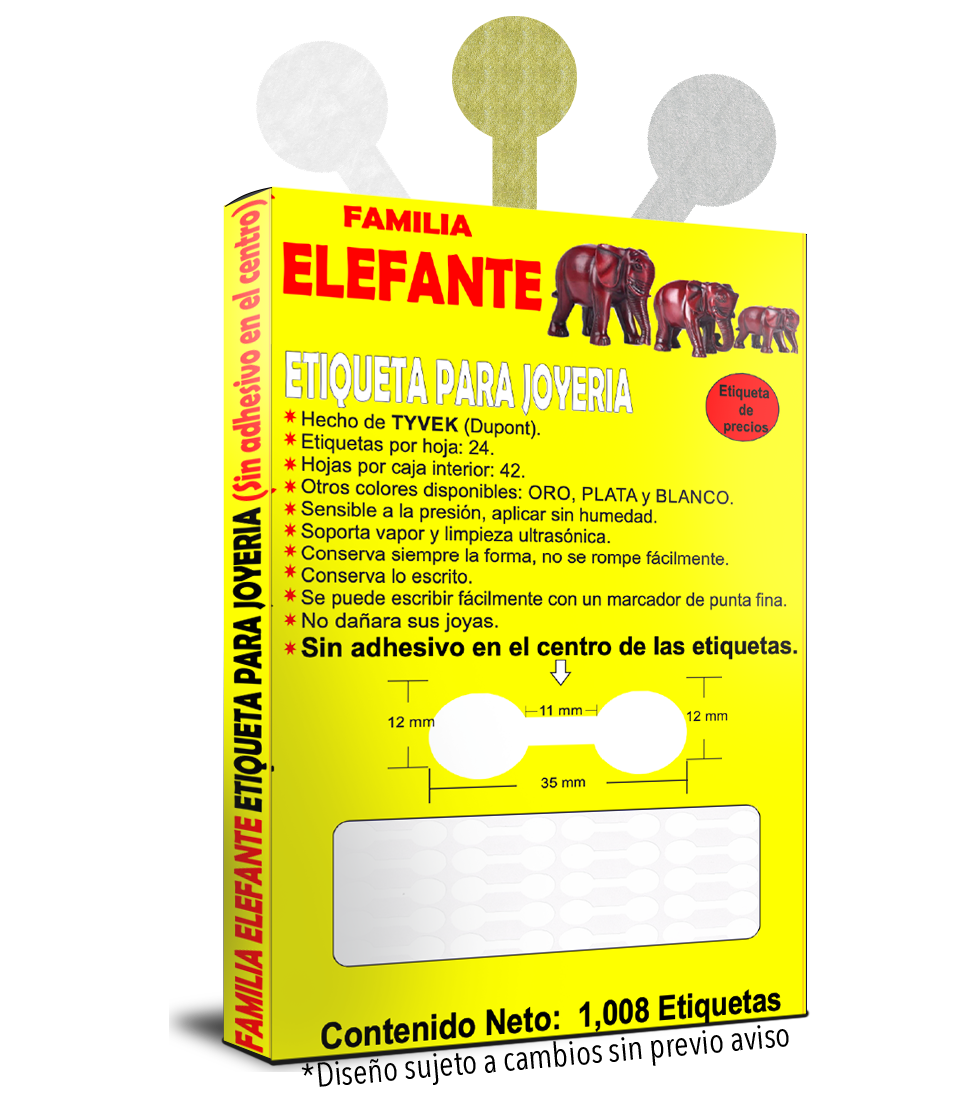 FAMILIA
ELEFANTE
ETIQUETA PARA JOYERIA
Etiqueta
de
precios
Hecho de TYVEK (Dupont).
Etiquetas por hoja: 24.
Hojas por caja interior: 42.
Otros colores disponibles: ORO, PLATA y BLANCO.
Sensible a la presión, aplicar sin humedad.
Soporta vapor y limpieza ultrasónica.
Conserva siempre la forma, no se rompe fácilmente.
Conserva lo escrito.
Se puede escribir fácilmente con un marcador de punta fina.
No dañara sus joyas.
Sin adhesivo en el centro de las etiquetas.
12 mm
11 mm
12 mm
35 mm
Contenido Neto: 1,008 Etiquetas
*Diseño sujeto a cambios sin previo aviso
FAMILIA ELEFANTE ETIQUETA PARA JOYERIA (Sin adhesivo en el centro)